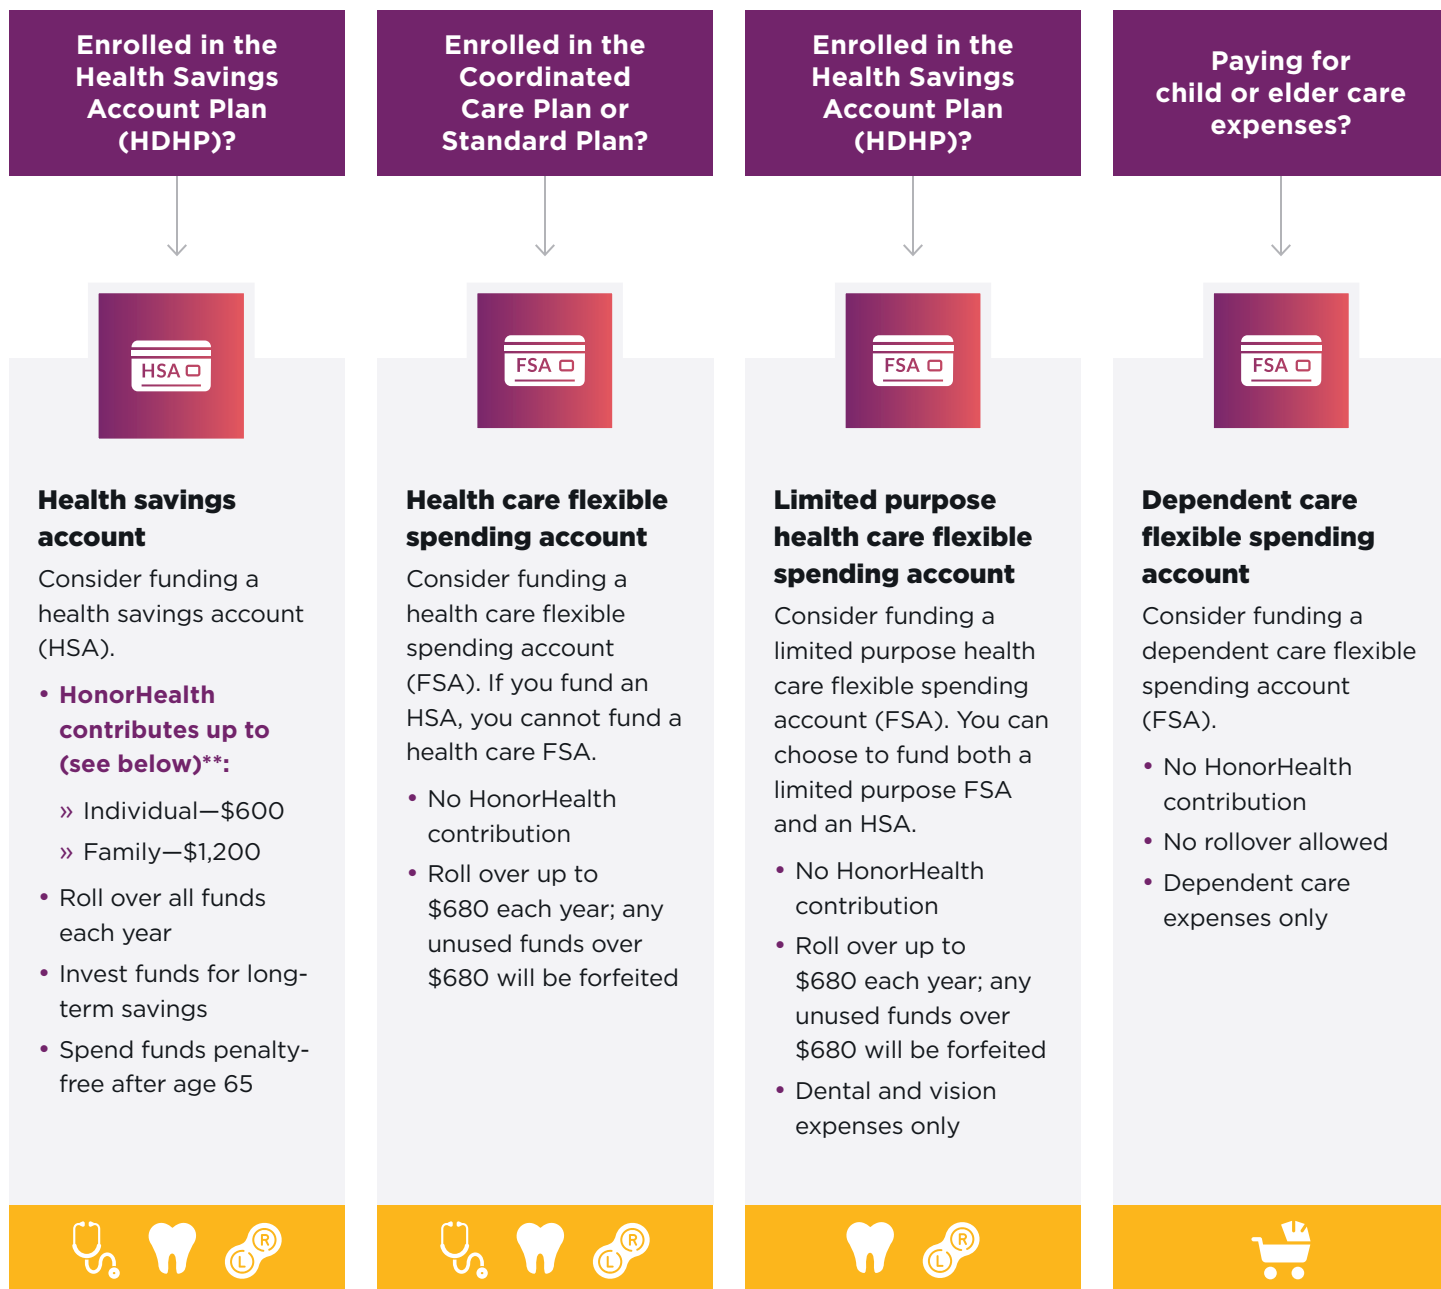 Enrolled in the
Health Savings
Account Plan
(HDHP)?
HSA
Health savings
account
Consider funding a
health savings account
(HSA).
• HonorHealth
contributes up to
(see below)**:
» Individual—$600
» Family—$1,200
• Roll over all funds
each year
• Invest funds for long-
term savings
• Spend funds penalty-
free after age 65
L
R
Enrolled in the
Coordinated
Care Plan or
Standard Plan?
FSA
Health care flexible
spending account
Consider funding a
health care flexible
spending account
(FSA). If you fund an
HSA, you cannot fund a
health care FSA.
• No HonorHealth
contribution
• Roll over up to
$680 each year; any
unused funds over
$680 will be forfeited
L
R
Enrolled in the
Health Savings
Account Plan
(HDHP)?
FSA
Limited purpose
health care flexible
spending account
Consider funding a
limited purpose health
care flexible spending
account (FSA). You can
choose to fund both a
limited purpose FSA
and an HSA.
• No HonorHealth
contribution
• Roll over up to
$680 each year; any
unused funds over
$680 will be forfeited
• Dental and vision
expenses only
L
R
Paying for
child or elder care
expenses?
FSA
Dependent care
flexible spending
account
Consider funding a
dependent care flexible
spending account
(FSA).
• No HonorHealth
contribution
• No rollover allowed
• Dependent care
expenses only